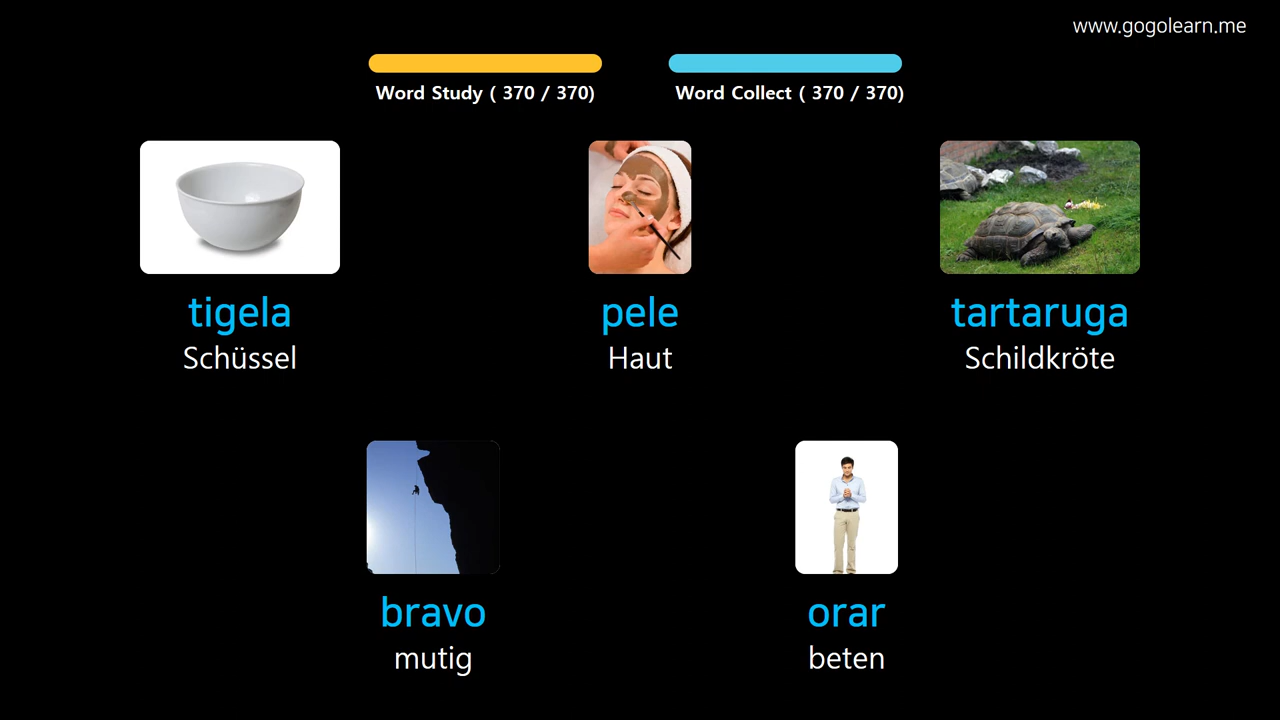 www.gogolearn.me
Word Study ( 370 / 370)
Word Collect ( 370 / 370)
tigela
Schüssel
pele
Haut
tartaruga
Schildkröte
bravo
mutig
orar
beten